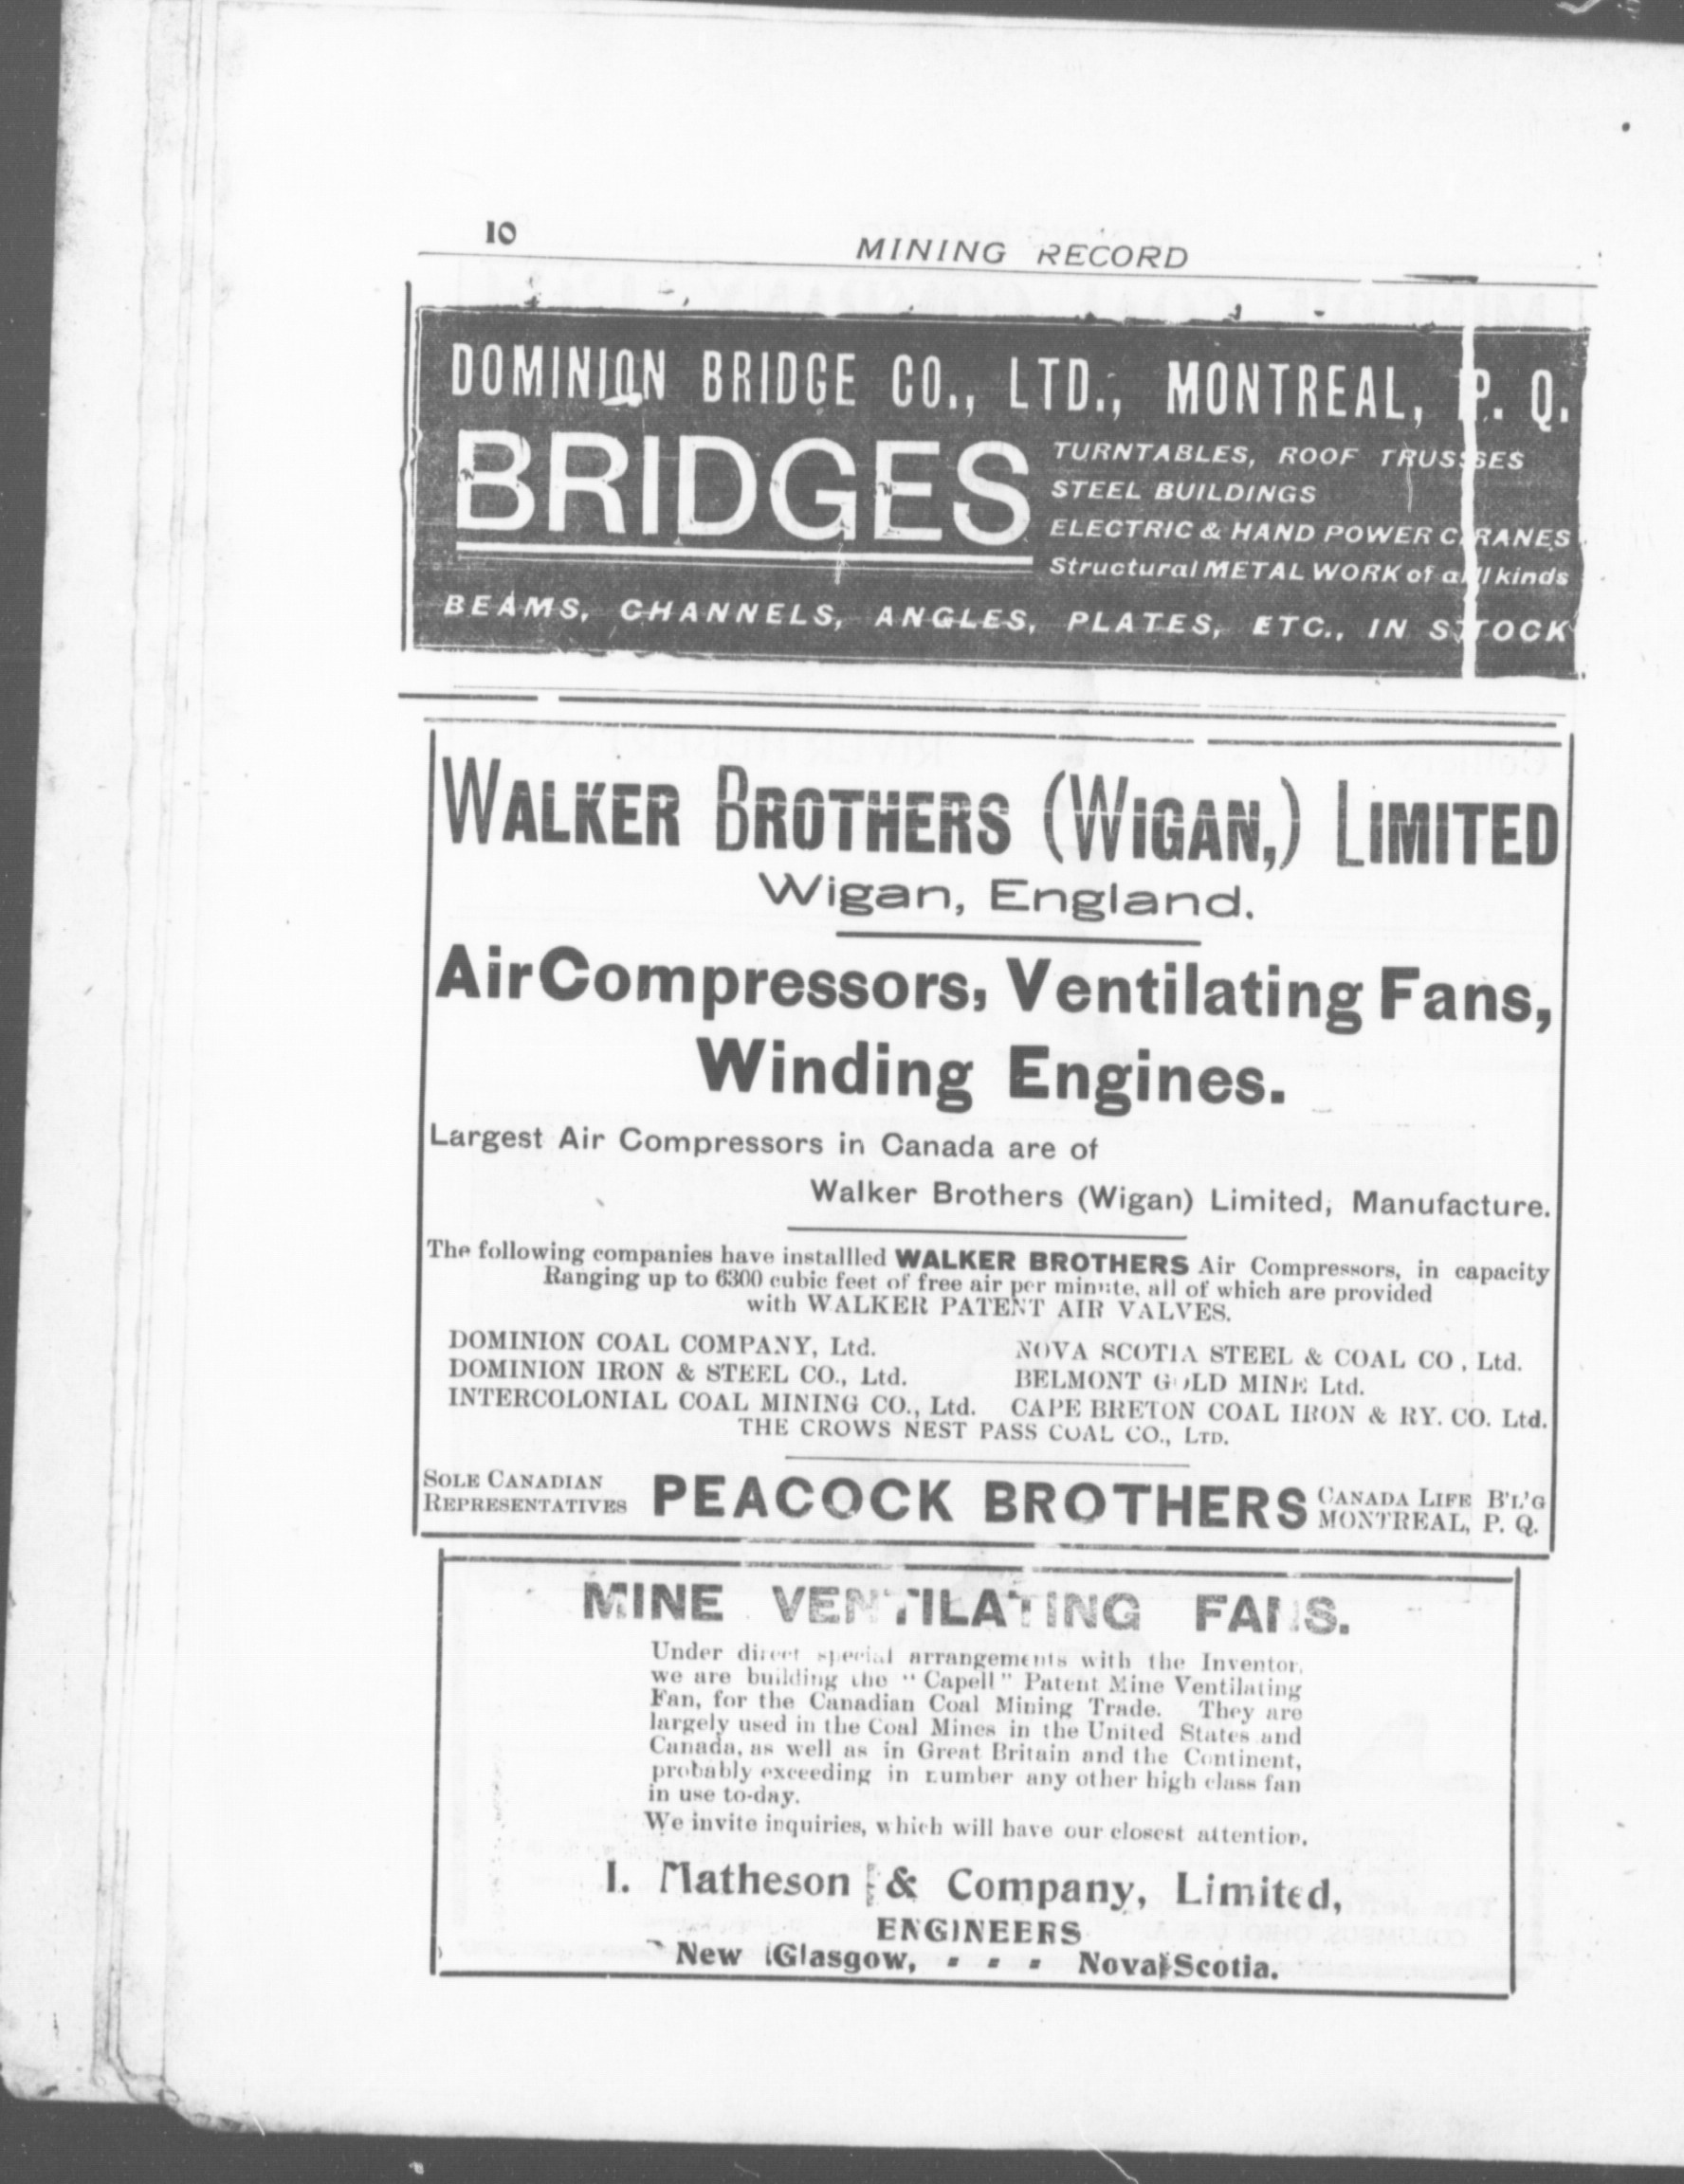 10
MINING RECORD
DOMINION BRIDGE CO., LTD., MONTREAL, P. Q.
BRIDGES
TURNTABLES, ROOF TRUSSES
STEEL BUILDINGS
ELECTRIC & HAND POWER CRANES
Structural METAL WORK of all kinds
BEAMS, CHANNELS, ANGLES, PLATES, ETC., IN STOCK
WALKER BROTHERS (WIGAN,) LIMITED
Wigan, England.
Air Compressors, Ventilating Fans,
Winding Engines.
Largest Air Compressors in Canada are of
Walker Brothers (Wigan) Limited, Manufacture.
The following companies have installled WALKER BROTHERS Air Compressors, in capacity
Ranging up to 6300 cubic feet of free air per minute, all of which are provided
with WALKER PATENT AIR VALVES.
DOMINION COAL COMPANY, Ltd. NOVA SCOTIA STEEL & COAL CO, Ltd.
DOMINION IRON & STEEL CO., Ltd. BELMONT GOLD MINE Ltd.
INTERCOLONIAL COAL MINING CO., Ltd. CAPE BRETON COAL IRON & RY. CO. Ltd.
THE CROWS NEST PASS COAL CO., LTD.
SOLE CANADIAN
REPRESENTATIVES
PEACOCK BROTHERS
CANADA LIFE B'L'G
MONTREAL, P. Q.
MINE VENTILATING FANS.
Under direct special arrangements with the Inventor,
we are building the "Capell" Patent Mine Ventilating
Fan, for the Canadian Coal Mining Trade. They are
largely used in the Coal Mines in the United States and
Canada, as well as in Great Britain and the Continent,
probably exceeding in number any other high class fan
in use to-day.
We invite inquiries, which will have our closest attention.
I. Matheson & Company, Limited,
ENGINEERS
New Glasgow, - - - Nova Scotia.